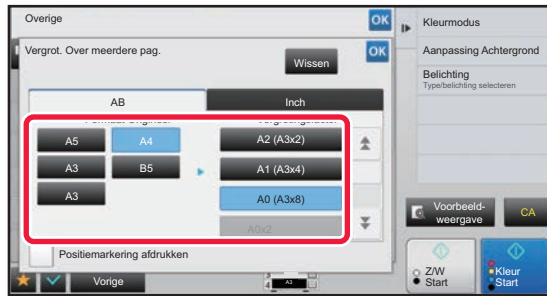 Overige
OK
Kleurmodus
Vergrot. Over meerdere pag.
Wissen
OK
Aanpassing Achtergrond
Belichting
Type/belichting selecteren
AB
Inch
A5
A4
A2 (A3x2)
A3
B5
A1 (A3x4)
A3
A0 (A3x8)
A0x2
Voorbeeld-
weergave
CA
Positiemarkering afdrukken
Vorige
4
A3
Z/W
Start
Kleur
Start